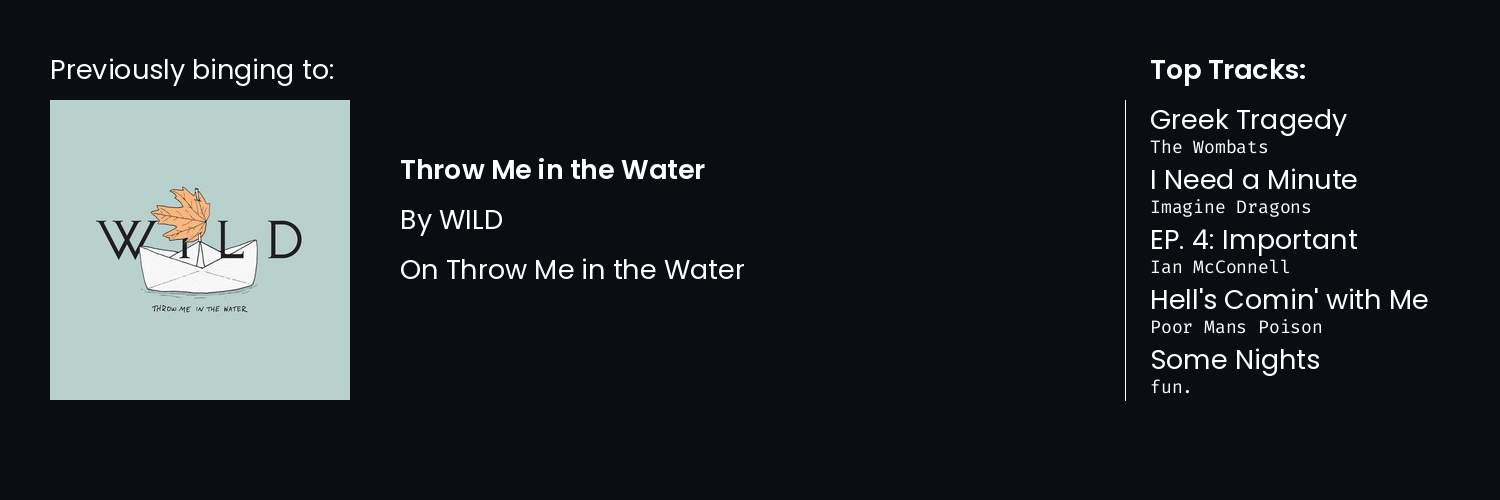 Previously binging to:
WILD
THROW ME IN THE WATER
Throw Me in the Water
By WILD
On Throw Me in the Water
Top Tracks:
Greek Tragedy
The Wombats
I Need a Minute
Imagine Dragons
EP. 4: Important
Ian McConnell
Hell's Comin' with Me
Poor Mans Poison
Some Nights
fun.